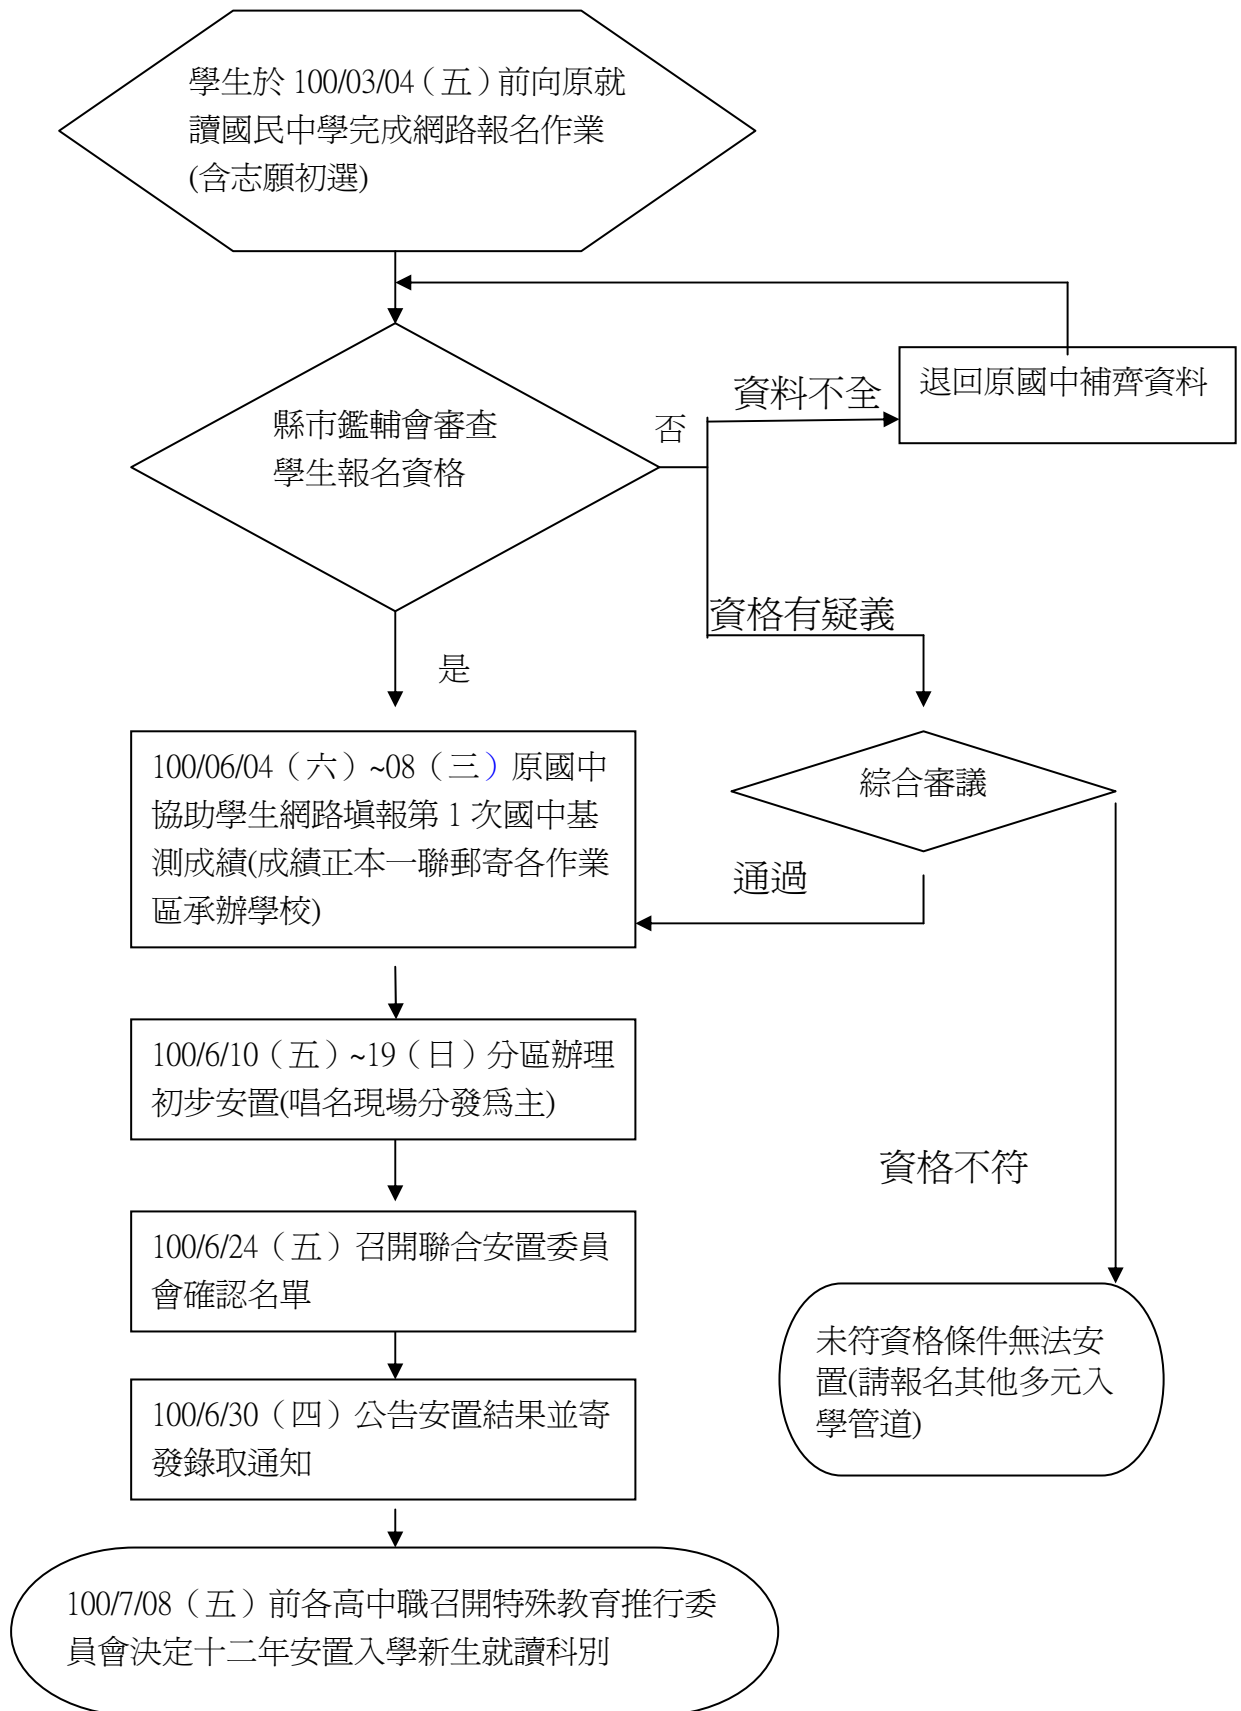 學生於 100/03/04（五）前向原就
讀國民中學完成網路報名作業
(含志願初選)
退回原國中補齊資料
資料不全
否
縣市鑑輔會審查
學生報名資格
資格有疑義
是
100/06/04（六）~08（三）原國中
協助學生網路填報第 1 次國中基
測成績(成績正本一聯郵寄各作業
區承辦學校)
綜合審議
通過
100/6/10（五）~19（日）分區辦理
初步安置(唱名現場分發為主)
資格不符
100/6/24（五）召開聯合安置委員
會確認名單
未符資格條件無法安
置(請報名其他多元入
學管道)
100/6/30（四）公告安置結果並寄
發錄取通知
100/7/08（五）前各高中職召開特殊教育推行委
員會決定十二年安置入學新生就讀科別